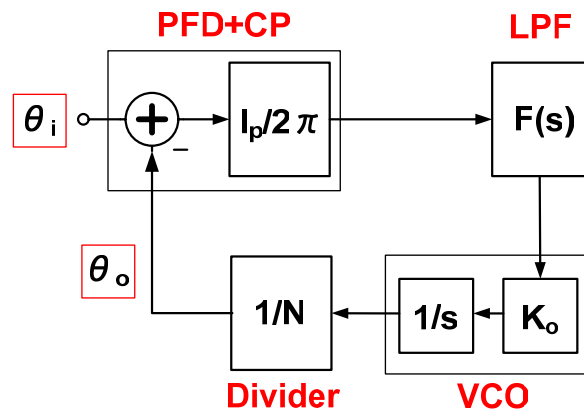 PFD+CP
LPF
θi
+
−
Ip/2π
F(s)
θo
1/N
1/s
Ko
Divider
VCO